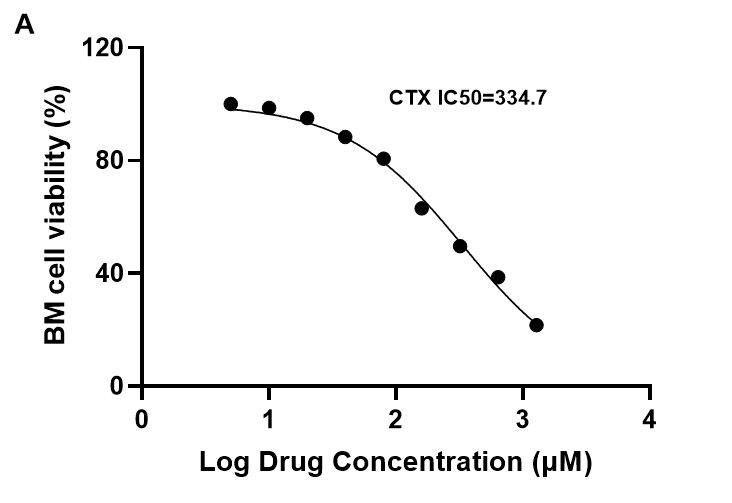 A
120
CTX IC50=334.7
80
BM cell viability (%)
40
0
0 1 2 3 4
Log Drug Concentration (µM)